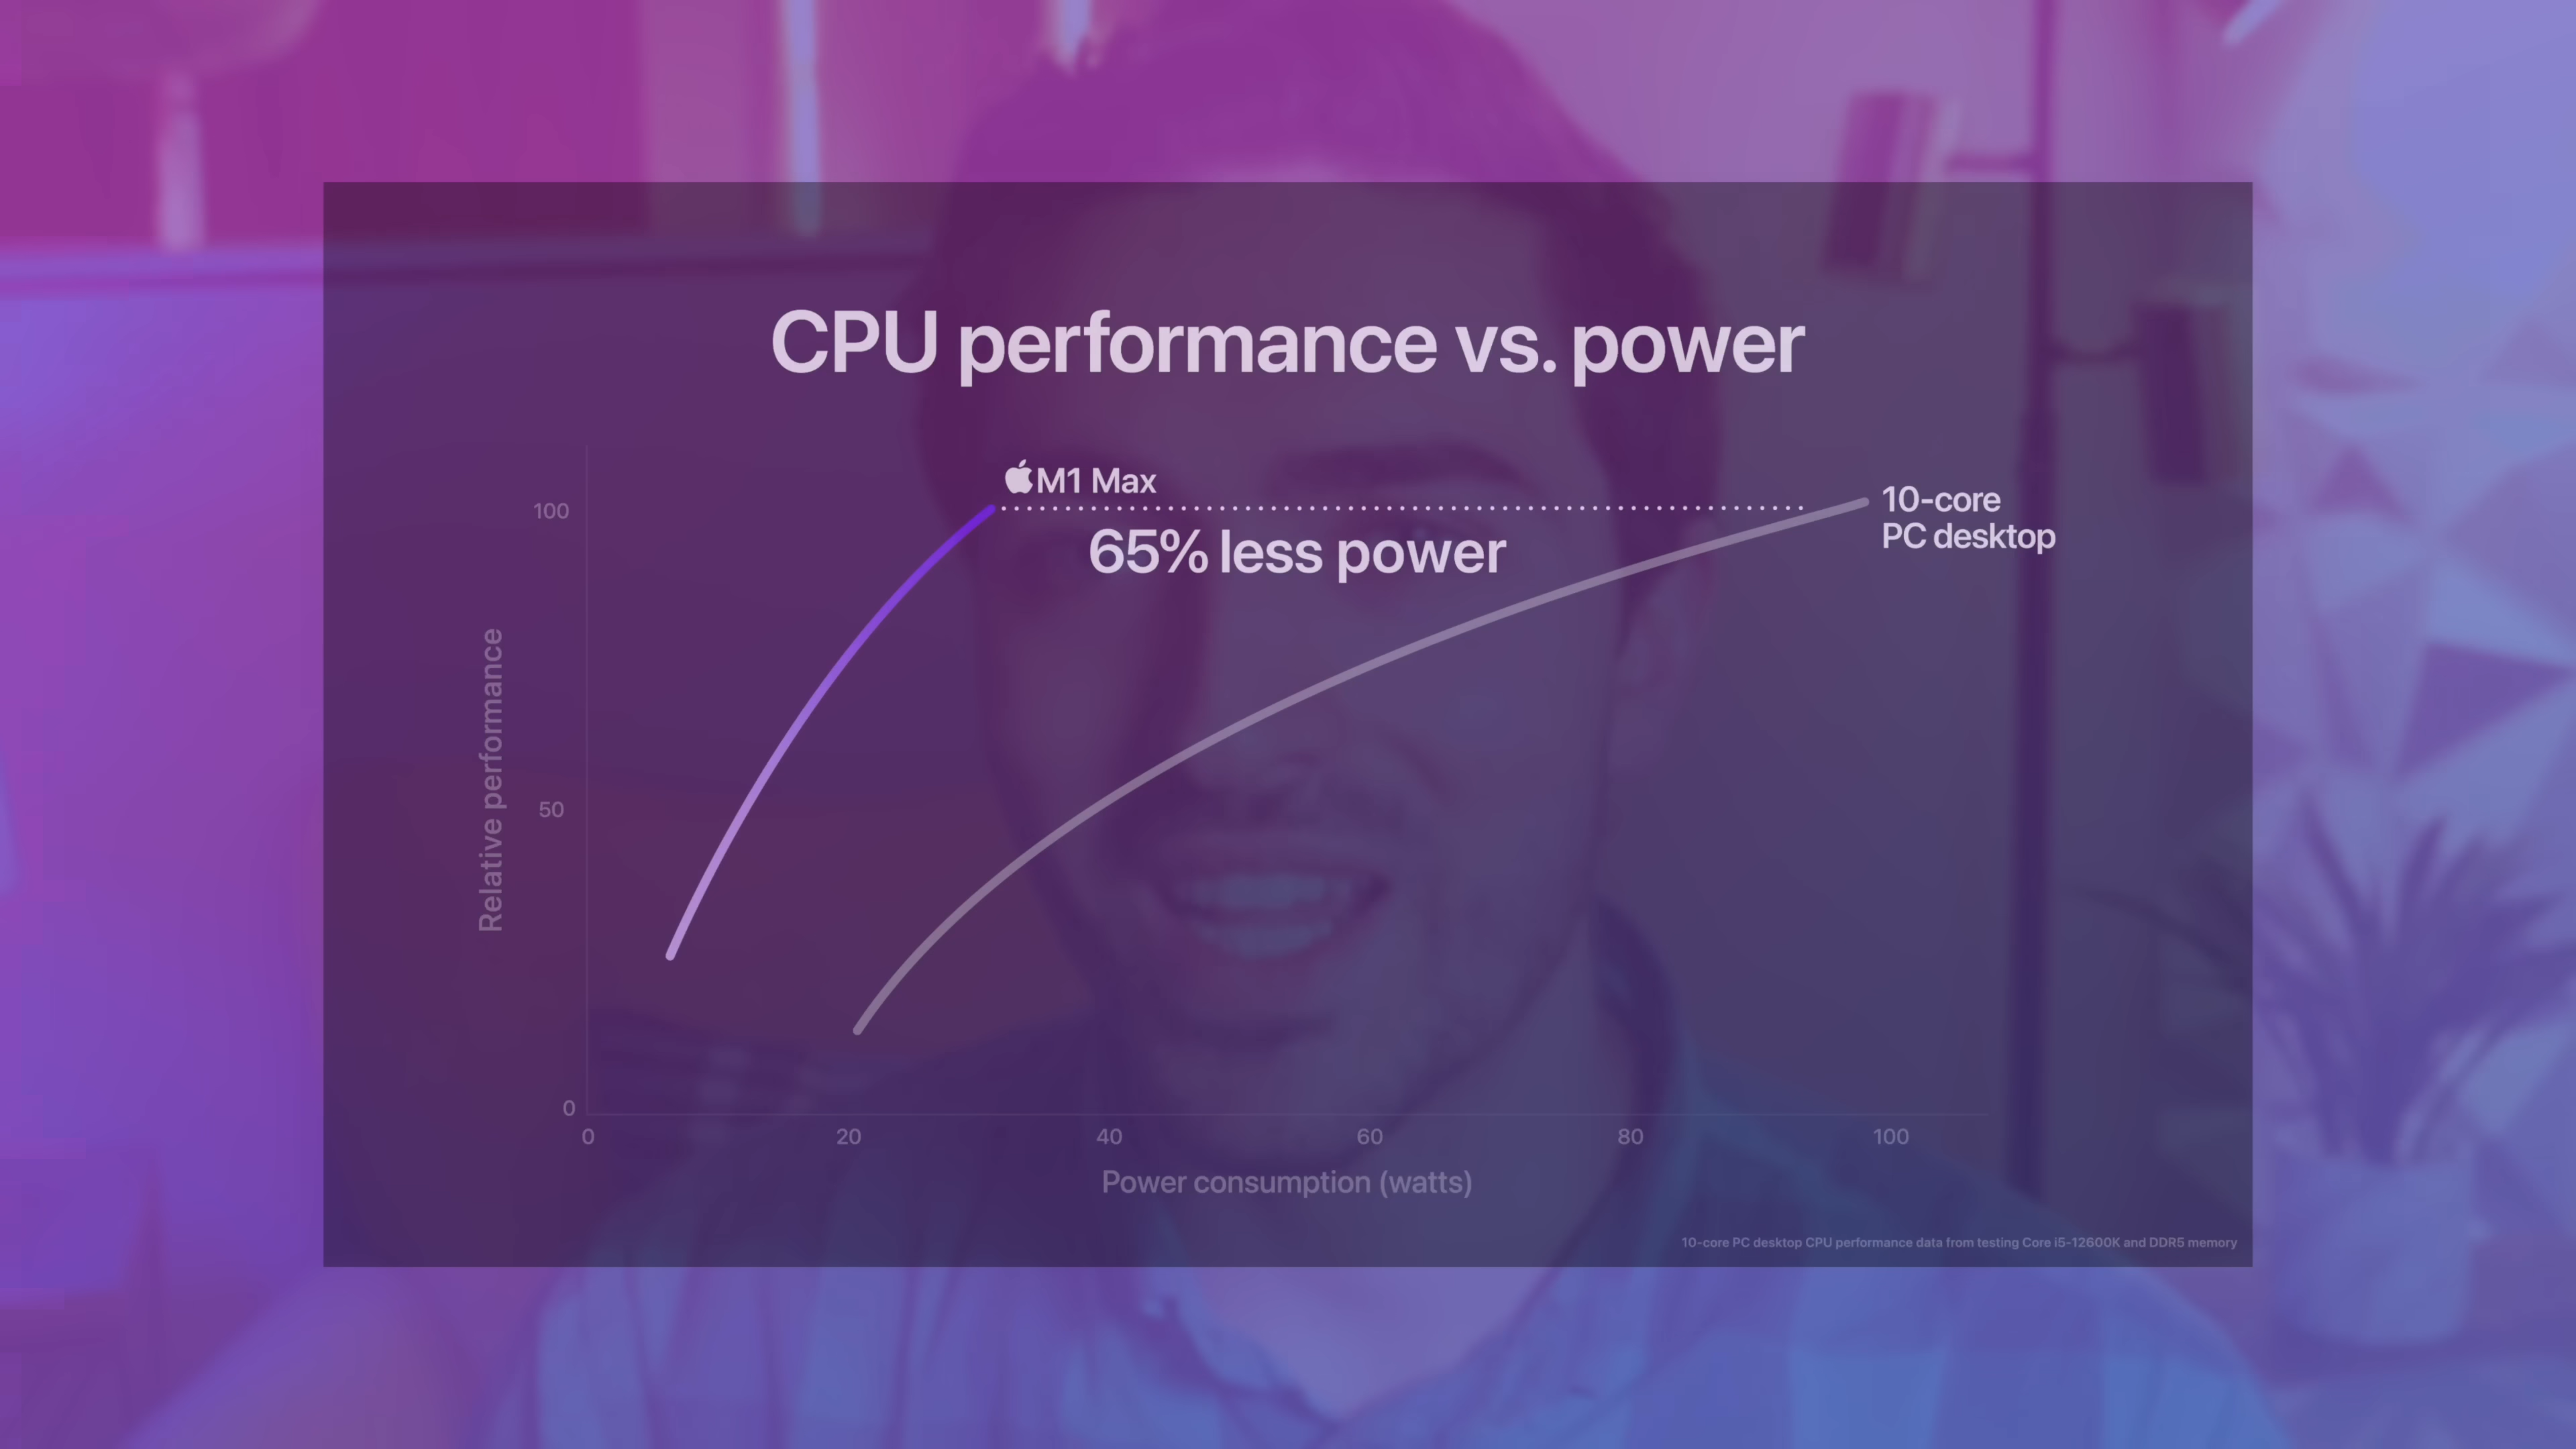 CPU performance vs. power
M1 Max
65% less power
10-core
PC desktop
Relative performance
100
50
0
0 20 40 60 80 100
Power consumption (watts)
10-core PC desktop CPU performance data from testing Core i5-12600K and DDR5 memory